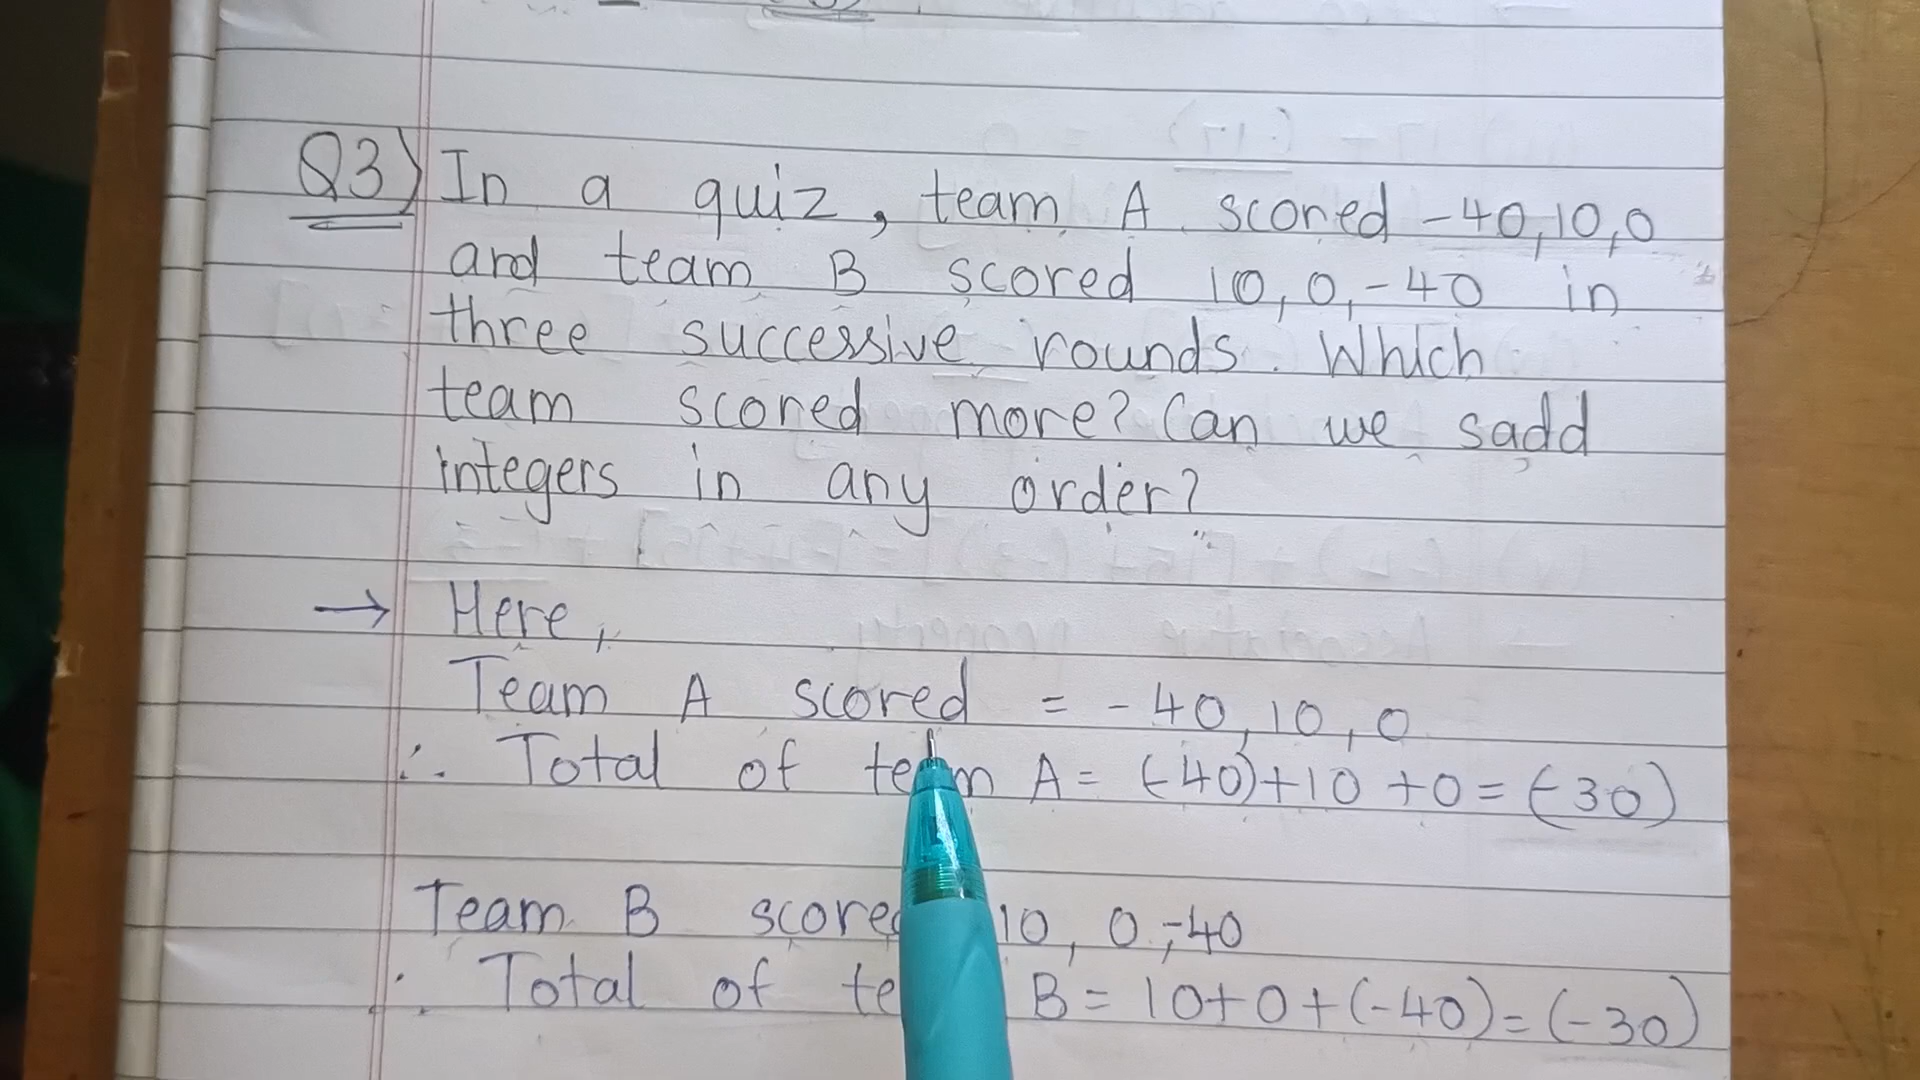 Q3) In a quiz, team A scored -40,10,0
and team B scored 10,0,-40 in
three successive rounds. Which
team scored more? Can we sadd
integers in any order?
→ Here,
Team A scored = -40,10,0
∴ Total of team A = (-40)+10+0=(-30)
Team B score 10, 0,-40
∴ Total of te B = 10+0+(-40)=(-30)